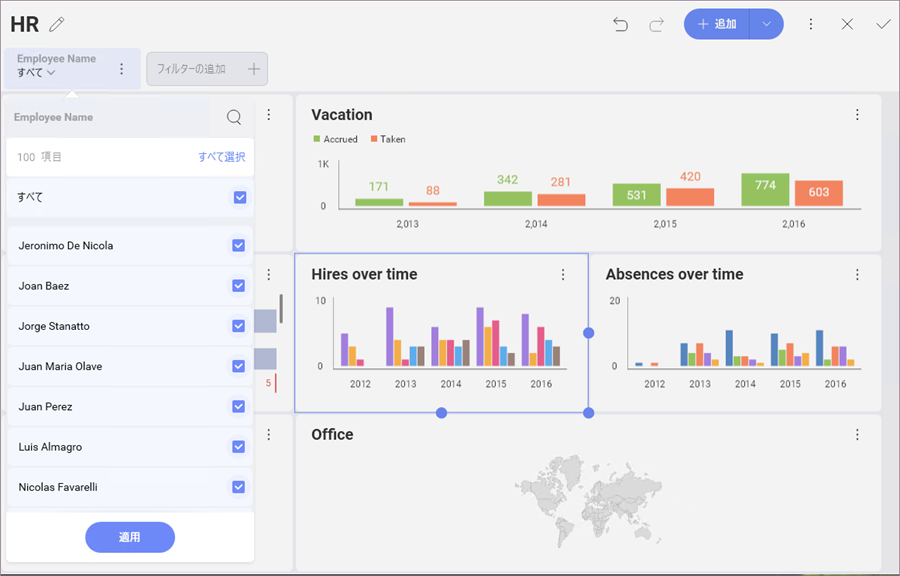 HR
追加
Employee Name
すべて
フィルターの追加
Employee Name
100 項目
すべて選択
すべて
Jeronimo De Nicola
Joan Baez
Jorge Stanatto
Juan Maria Olave
Juan Perez
Luis Almagro
Nicolas Favarelli
適用
5
Vacation
Accrued Taken
1K
0
171 88 342 281 531 420 774 603
2,013 2,014 2,015 2,016
Hires over time
10
0
2012 2013 2014 2015 2016
Absences over time
20
0
2012 2013 2014 2015 2016
Office